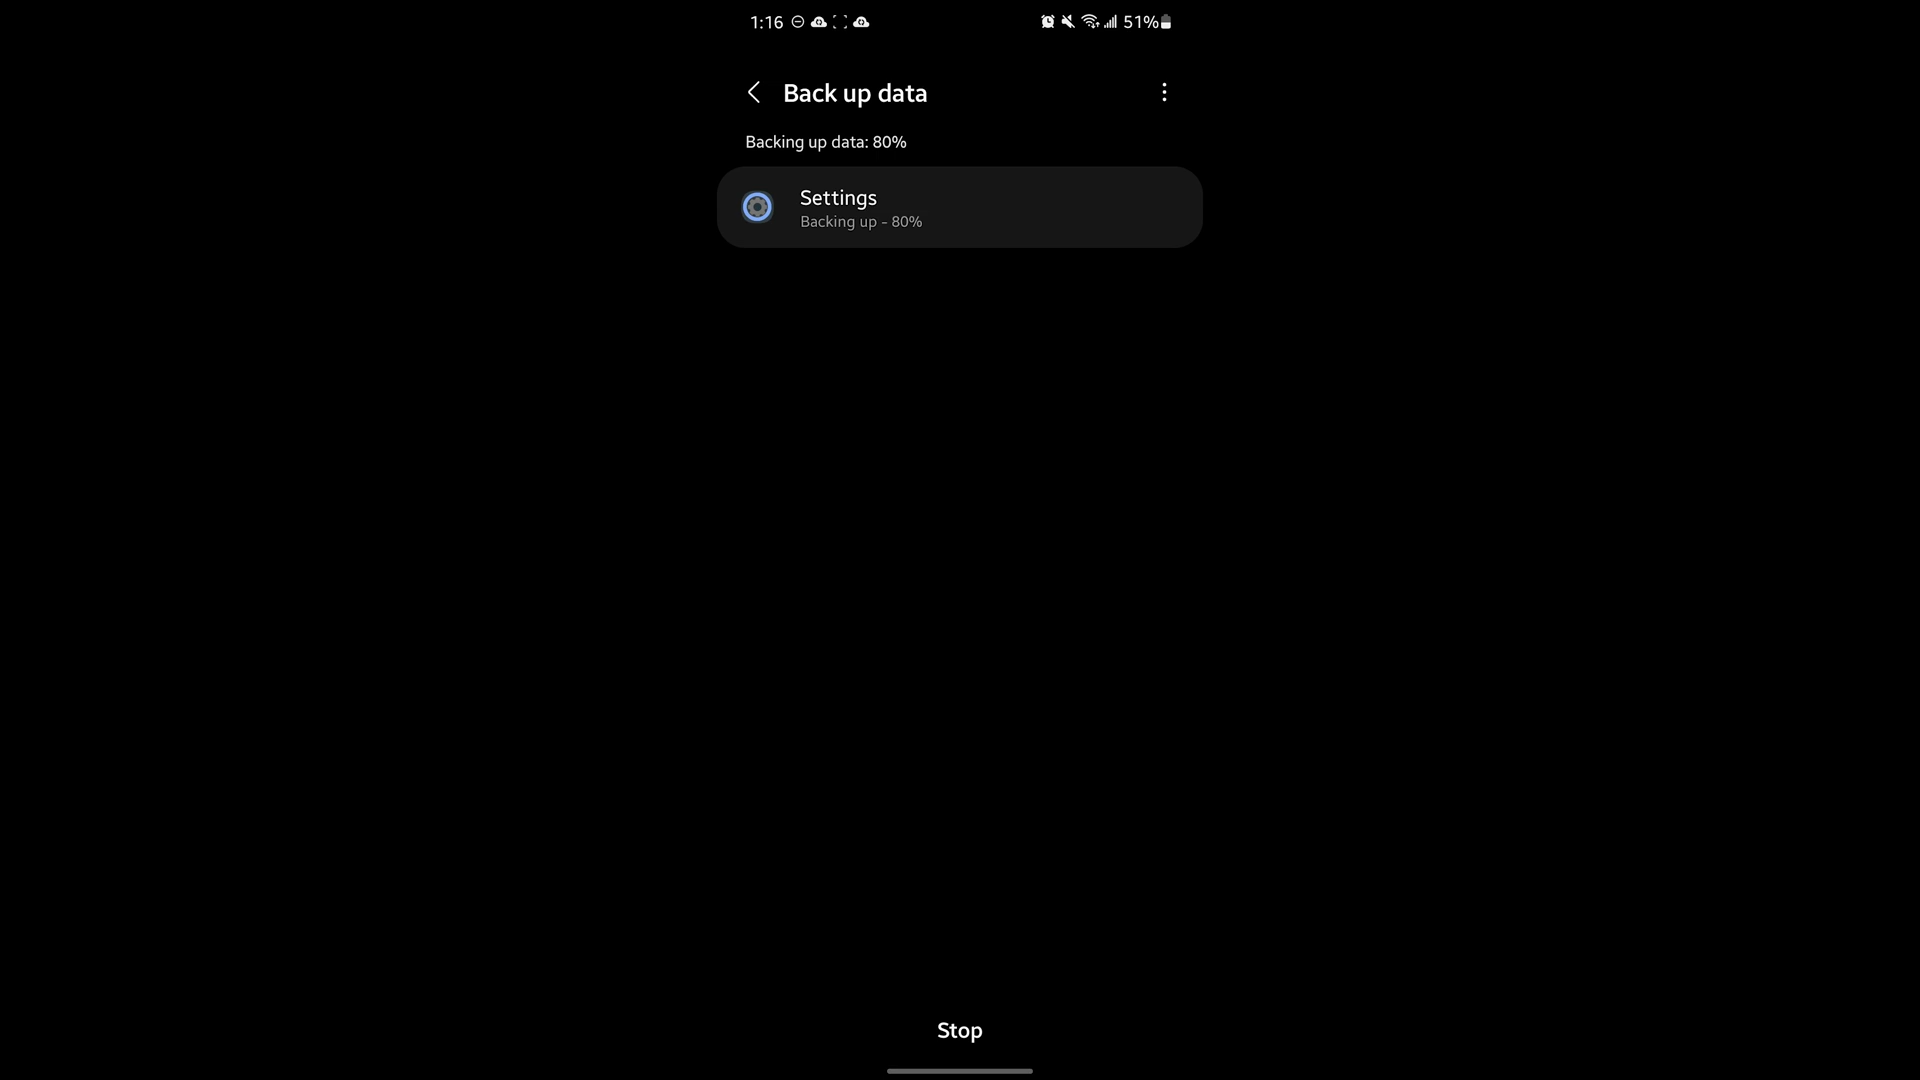 1:16 51%
Back up data
Backing up data: 80%
Settings
Backing up - 80%
Stop